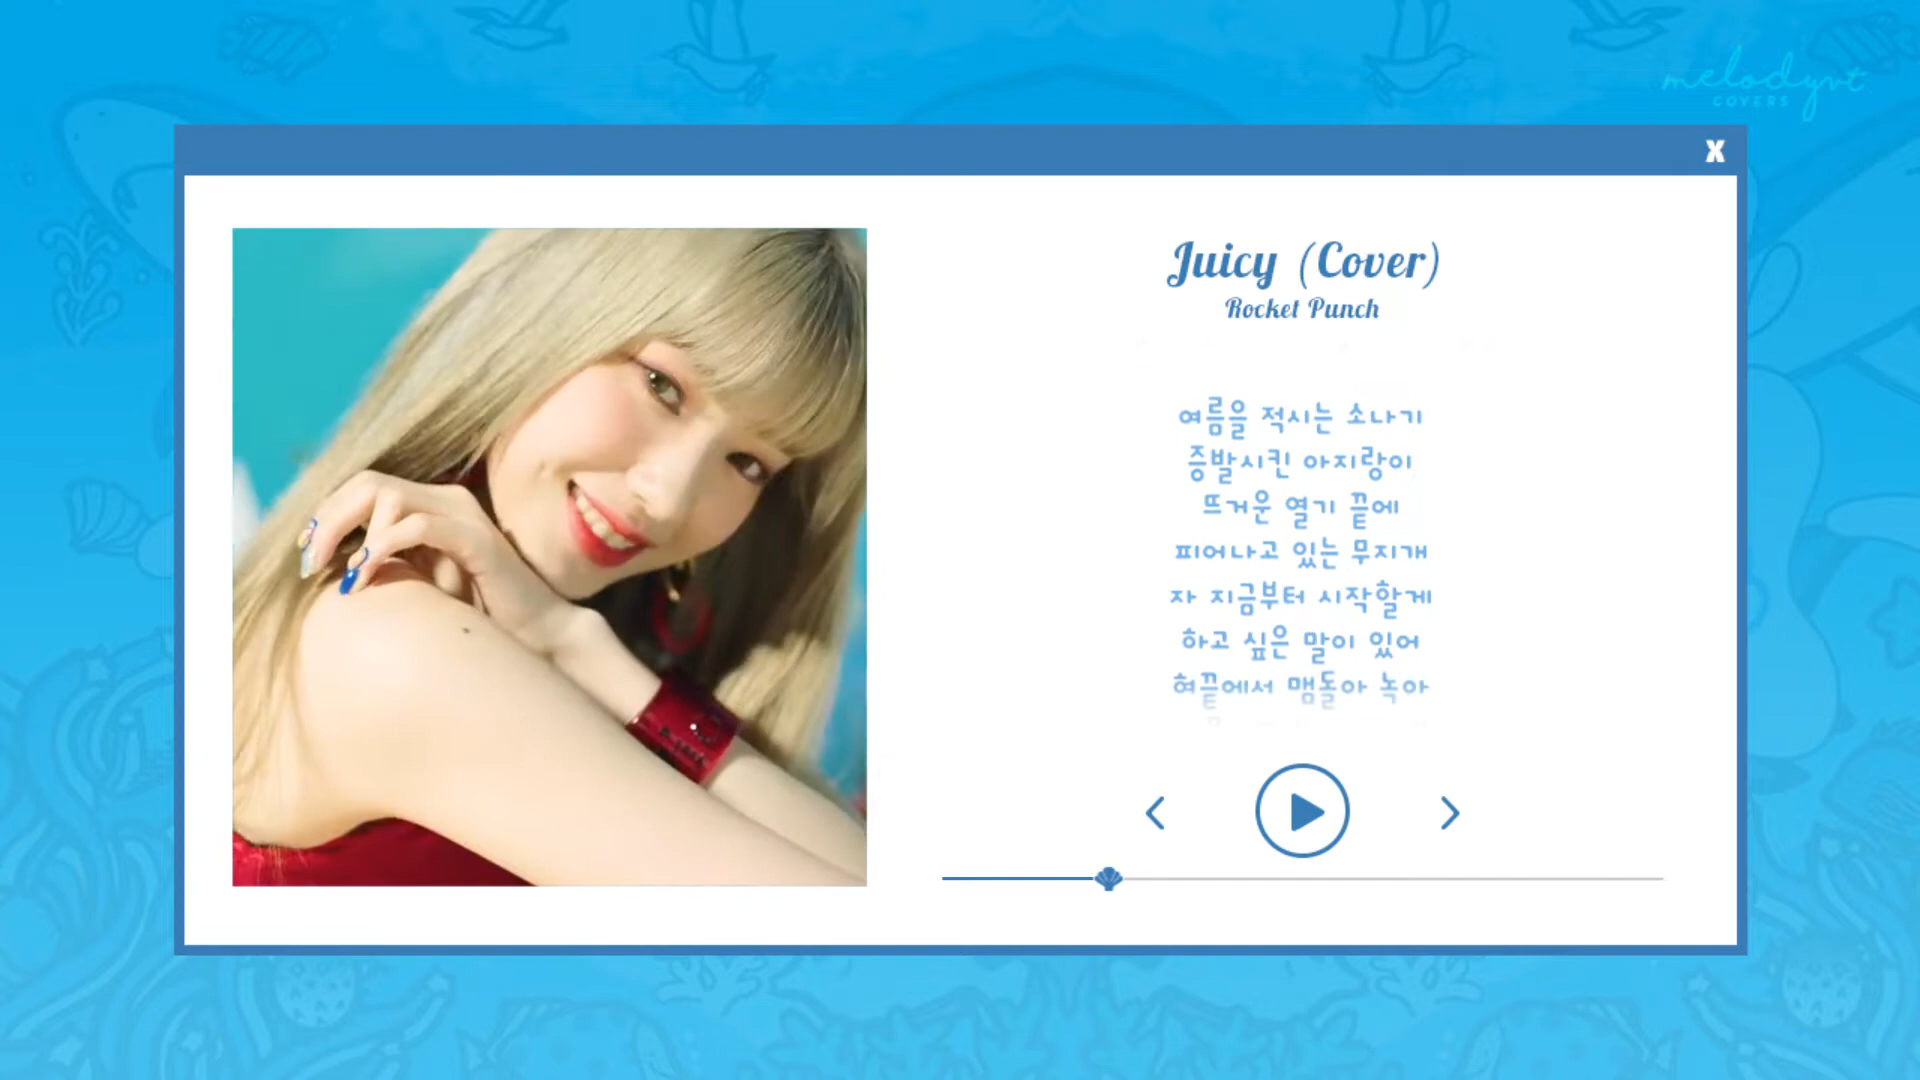 melodyvt
COVERS
X
Juicy (Cover)
Rocket Punch
여름을 적시는 소나기
증발시킨 아지랑이
뜨거운 열기 끝에
피어나고 있는 무지개
자 지금부터 시작할게
하고 싶은 말이 있어
혀끝에서 맴돌아 녹아